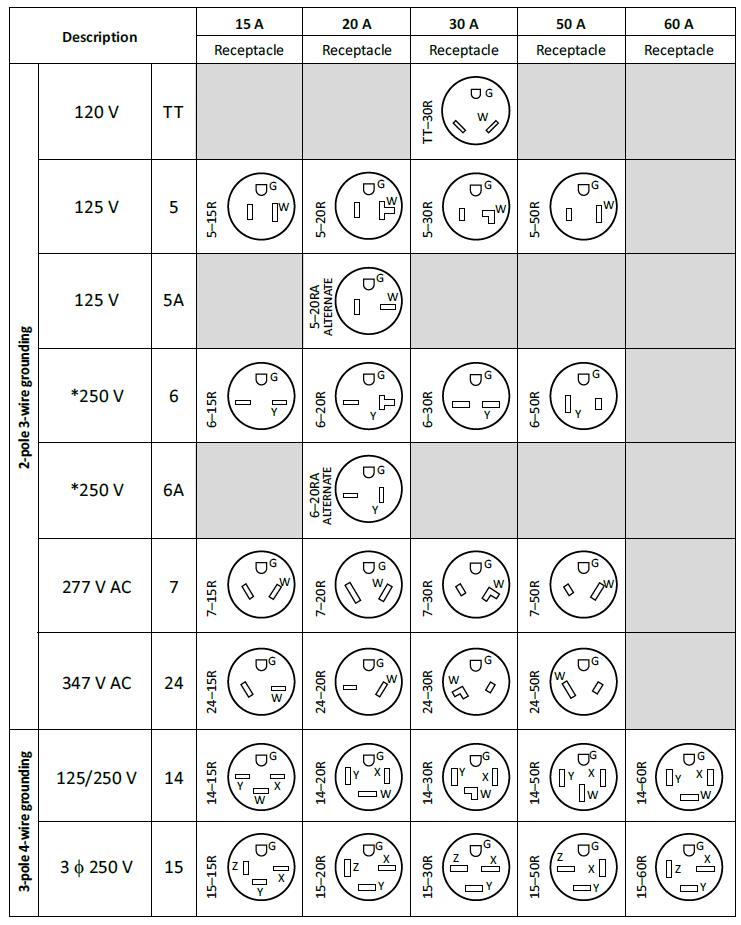 Description
15 A
20 A
30 A
50 A
60 A
Receptacle
Receptacle
Receptacle
Receptacle
Receptacle
2-pole 3-wire grounding
120 V
TT
TT–30R
G
W
125 V
5
5–15R
G
W
5–20R
G
W
5–30R
G
W
5–50R
G
W
125 V
5A
5–20RA
ALTERNATE
G
W
*250 V
6
6–15R
G
Y
6–20R
G
Y
6–30R
G
Y
6–50R
G
Y
*250 V
6A
6–20RA
ALTERNATE
G
Y
277 V AC
7
7–15R
G
W
7–20R
G
W
7–30R
G
W
7–50R
G
W
347 V AC
24
24–15R
G
W
24–20R
G
W
24–30R
G
W
24–50R
G
W
3-pole 4-wire grounding
125/250 V
14
14–15R
G
Y
X
W
14–20R
G
Y
X
W
14–30R
G
Y
X
W
14–50R
G
Y
X
W
14–60R
G
Y
X
W
3 ϕ 250 V
15
15–15R
G
Z
X
Y
15–20R
G
Z
X
Y
15–30R
G
Z
X
Y
15–50R
G
Z
X
Y
15–60R
G
Z
X
Y